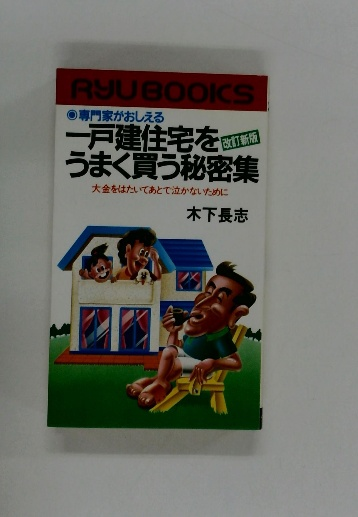 RYU BOOKS
◉専門家がおしえる
一戸建住宅を 改訂新版
うまく買う秘密集
大金をはたいてあとで泣かないために
木下長志